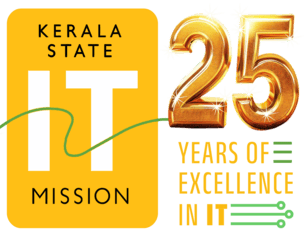 KERALA
STATE
IT
MISSION
25
YEARS OF
EXCELLENCE
IN IT